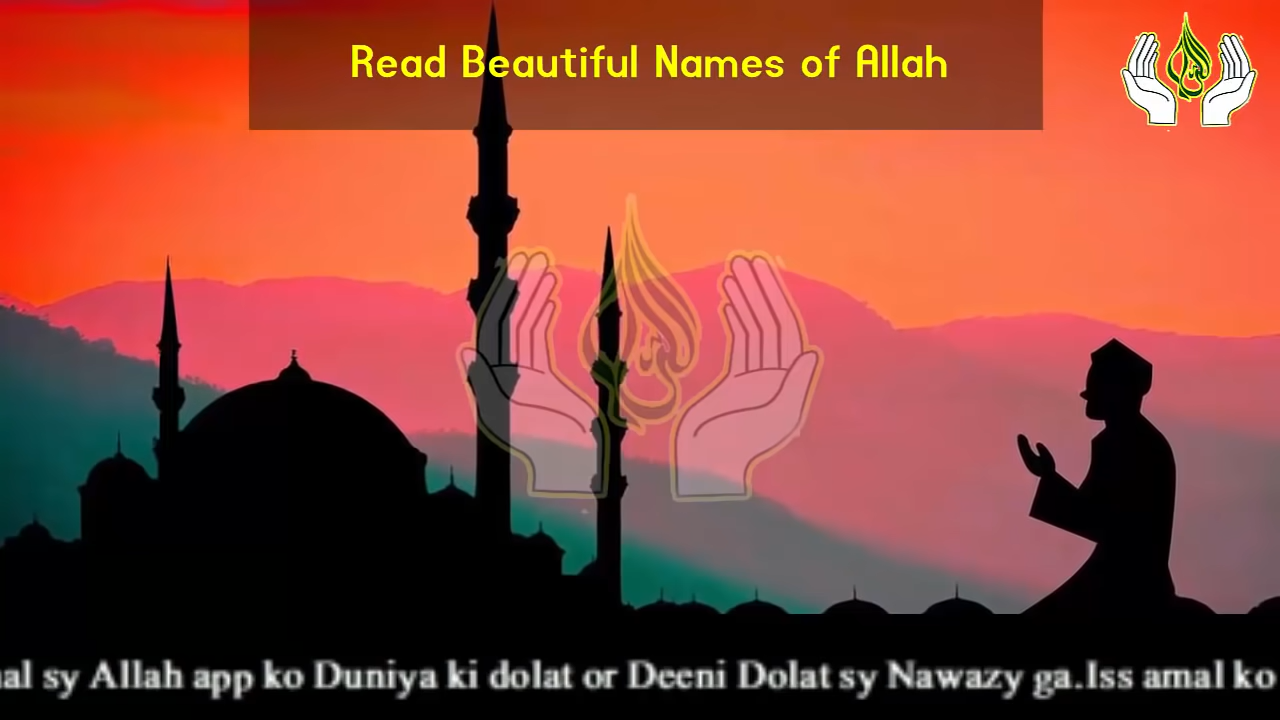 Read Beautiful Names of Allah
sy Allah app ko Duniya ki dolat or Deeni Dolat sy Nawazy ga.Iss amal ko